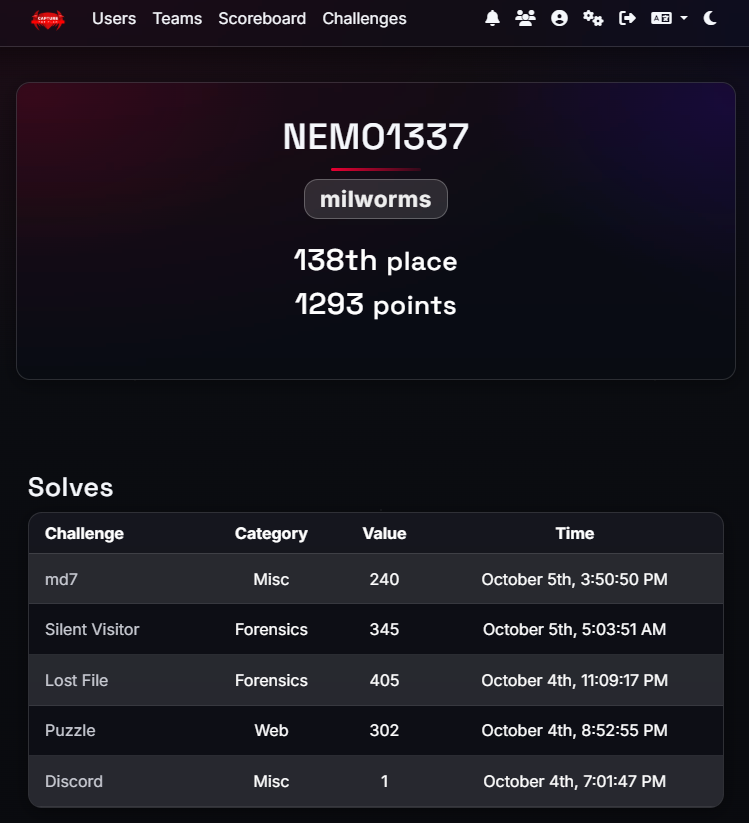 CAPTURE
Users Teams Scoreboard Challenges
NEMO1337
milworms
138th place
1293 points
Solves
Challenge Category Value Time
md7 Misc 240 October 5th, 3:50:50 PM
Silent Visitor Forensics 345 October 5th, 5:03:51 AM
Lost File Forensics 405 October 4th, 11:09:17 PM
Puzzle Web 302 October 4th, 8:52:55 PM
Discord Misc 1 October 4th, 7:01:47 PM